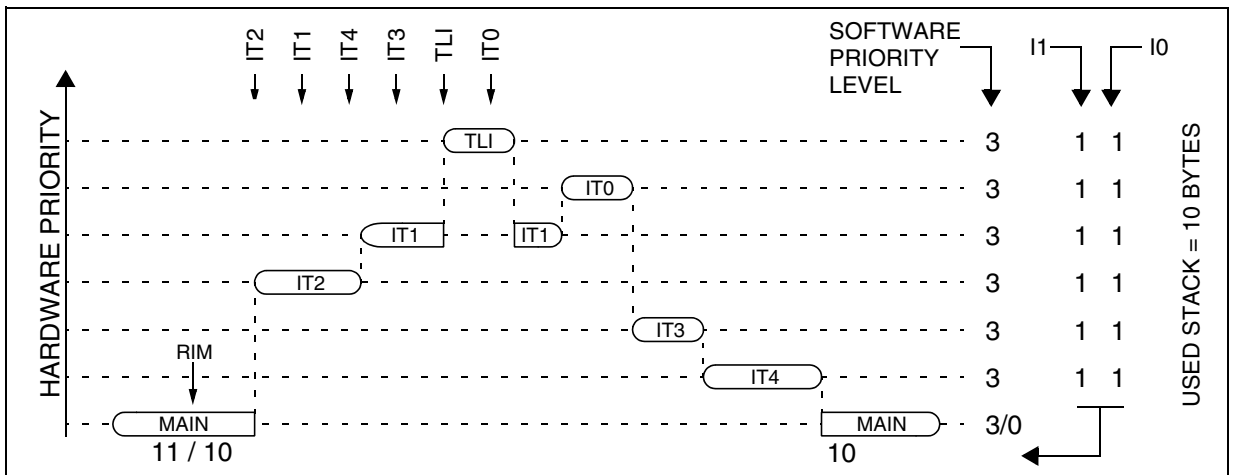 IT2 IT1 IT4 IT3 TLI IT0
SOFTWARE
PRIORITY
LEVEL
I1 I0
HARDWARE PRIORITY
TLI 3 1 1
IT0 3 1 1
IT1 IT1 3 1 1
IT2 3 1 1
IT3 3 1 1
RIM
IT4 3 1 1
MAIN MAIN 3/0
11 / 10 10
USED STACK = 10 BYTES